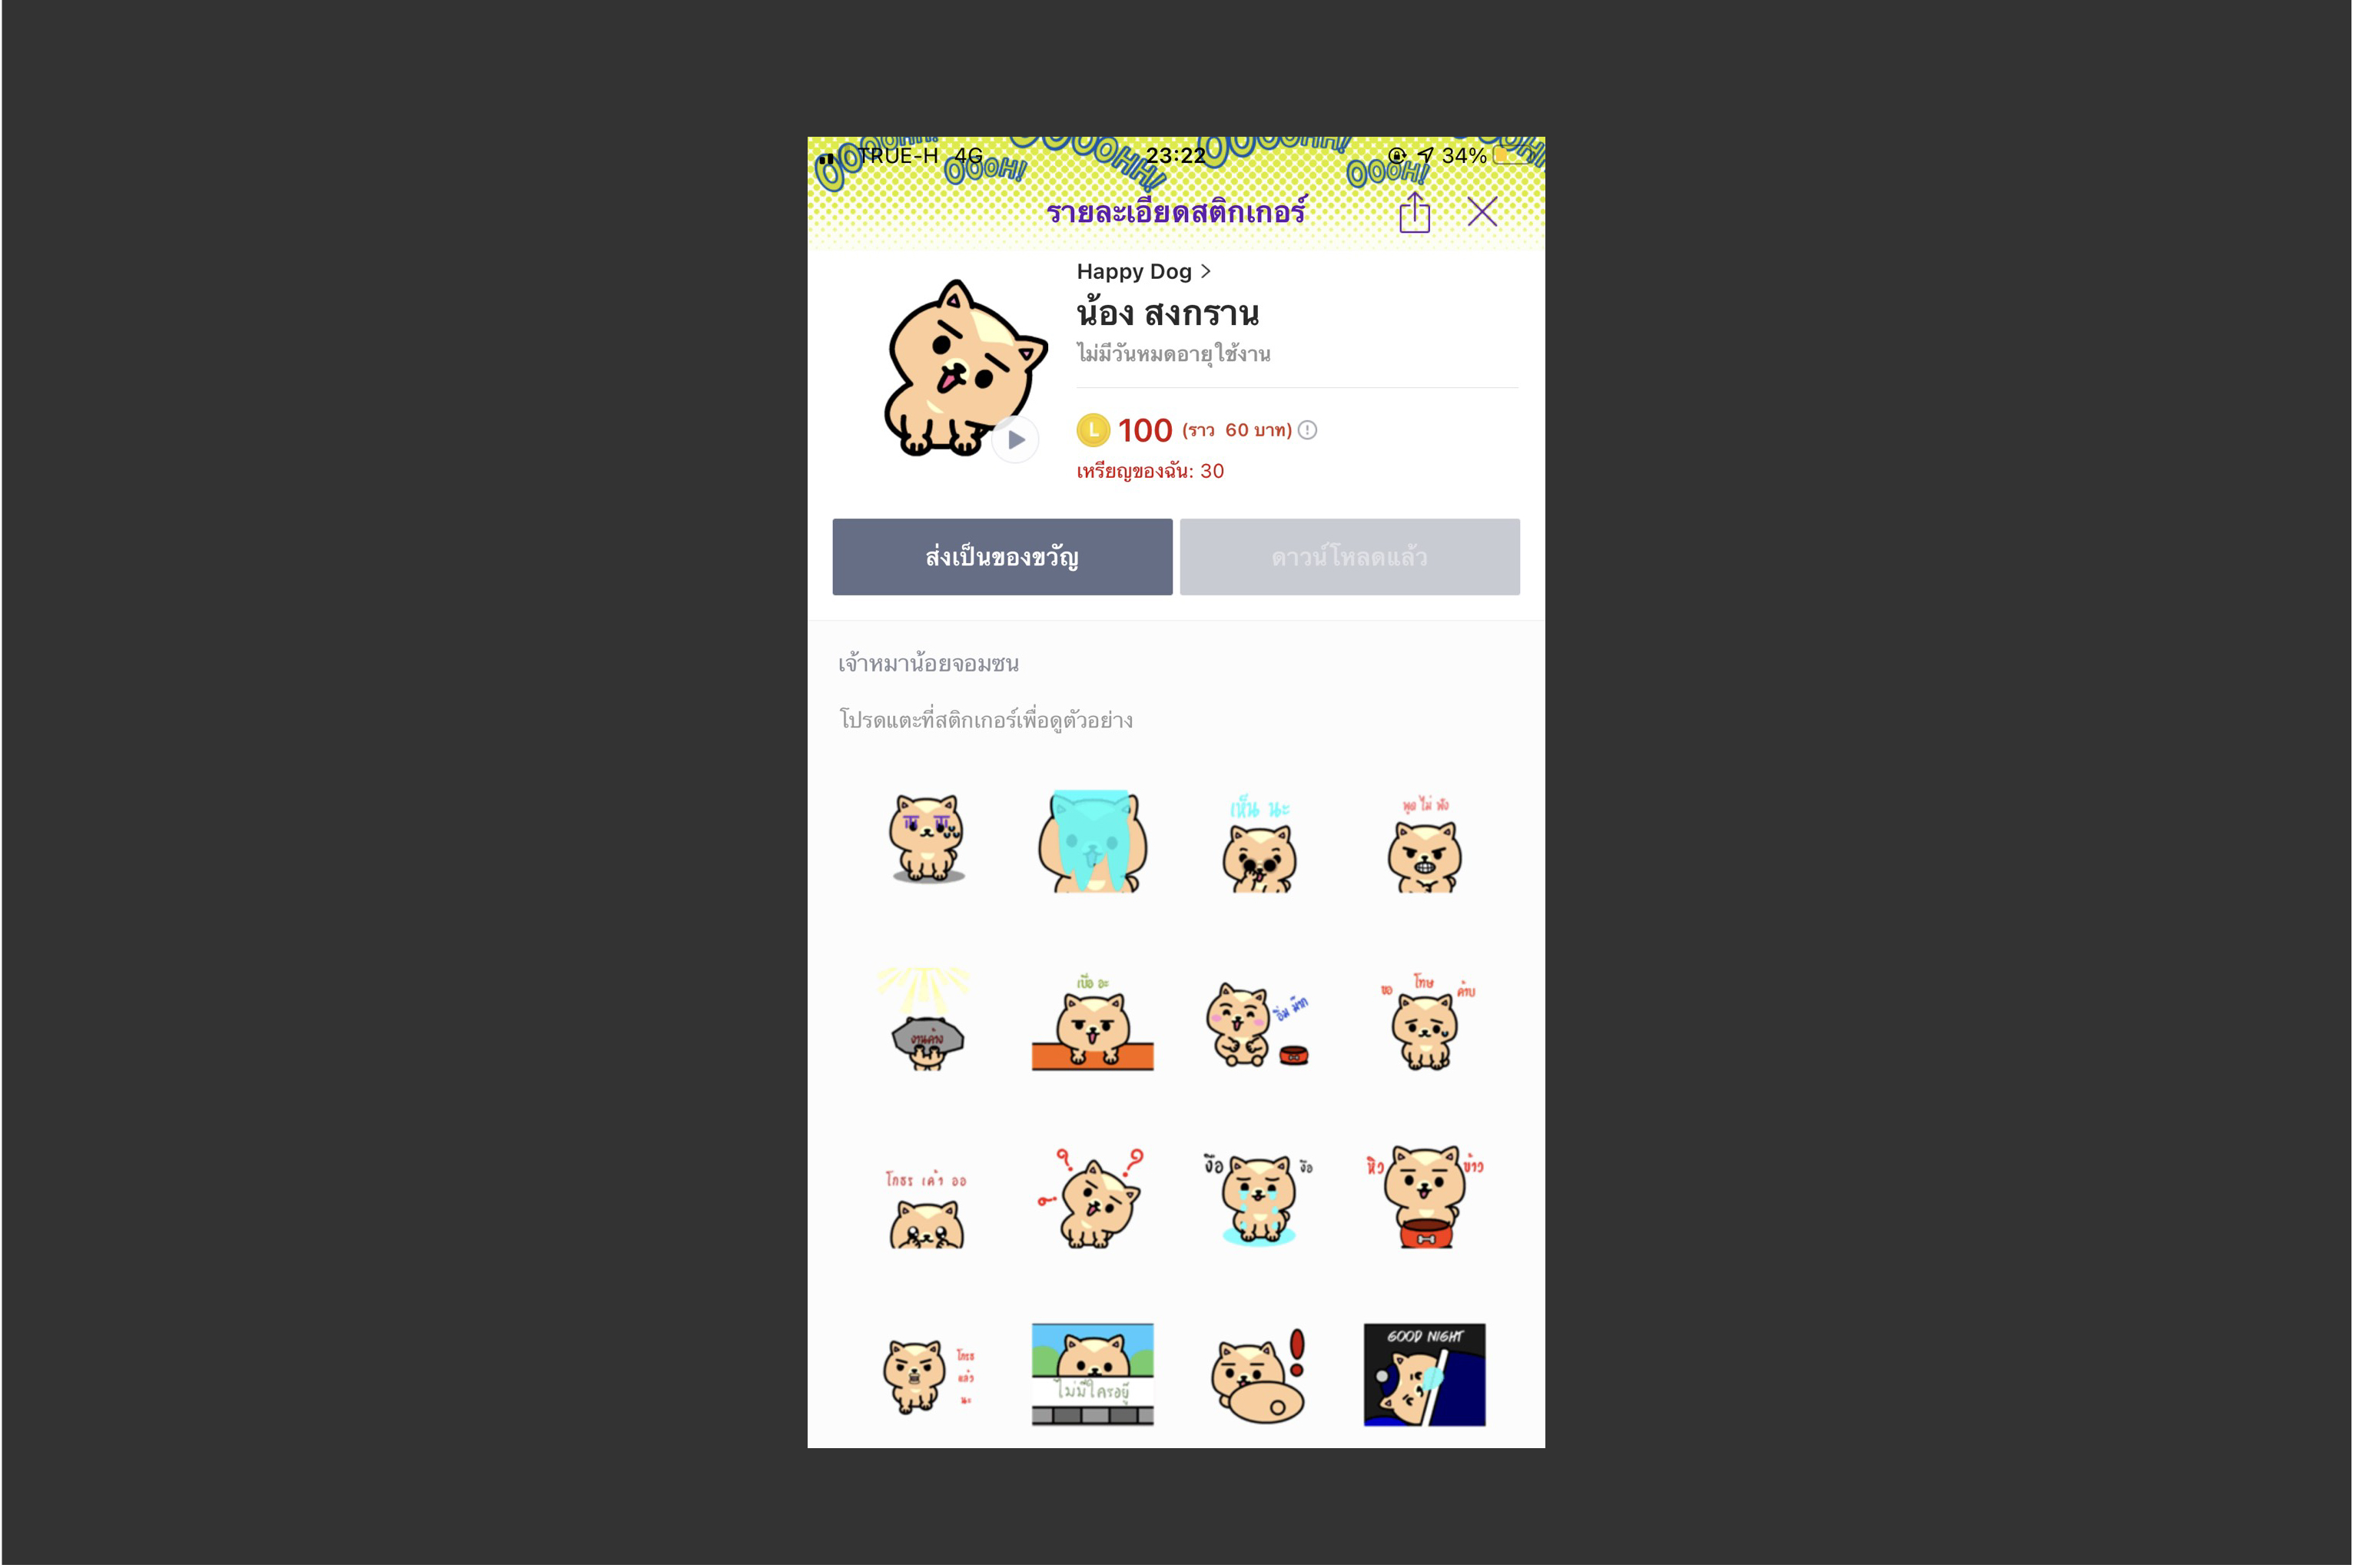 TRUE-H 4G 23:22 34%
OOOOHH! OOOH! OOOOOHH! OOOOOHH! OOOH! OOOOHH!
รายละเอียดสติกเกอร์
Happy Dog >
น้อง สงกราน
ไม่มีวันหมดอายุใช้งาน
L 100 (ราว 60 บาท)
เหรียญของฉัน: 30
ส่งเป็นของขวัญ ดาวน์โหลดแล้ว
เจ้าหมาน้อยจอมซน
โปรดแตะที่สติกเกอร์เพื่อดูตัวอย่าง
เห็น นะ พูด ไม่ ฟัง
งานค้าง เบื่อ อะ อิ่ม มาก ขอ โทษ ครับ
โกธร เค้า ออ ? ? ? งือ งือ หิว ข้าว
โกธร แล้ว นะ ไม่มีใครอยู่ ! GOOD NIGHT